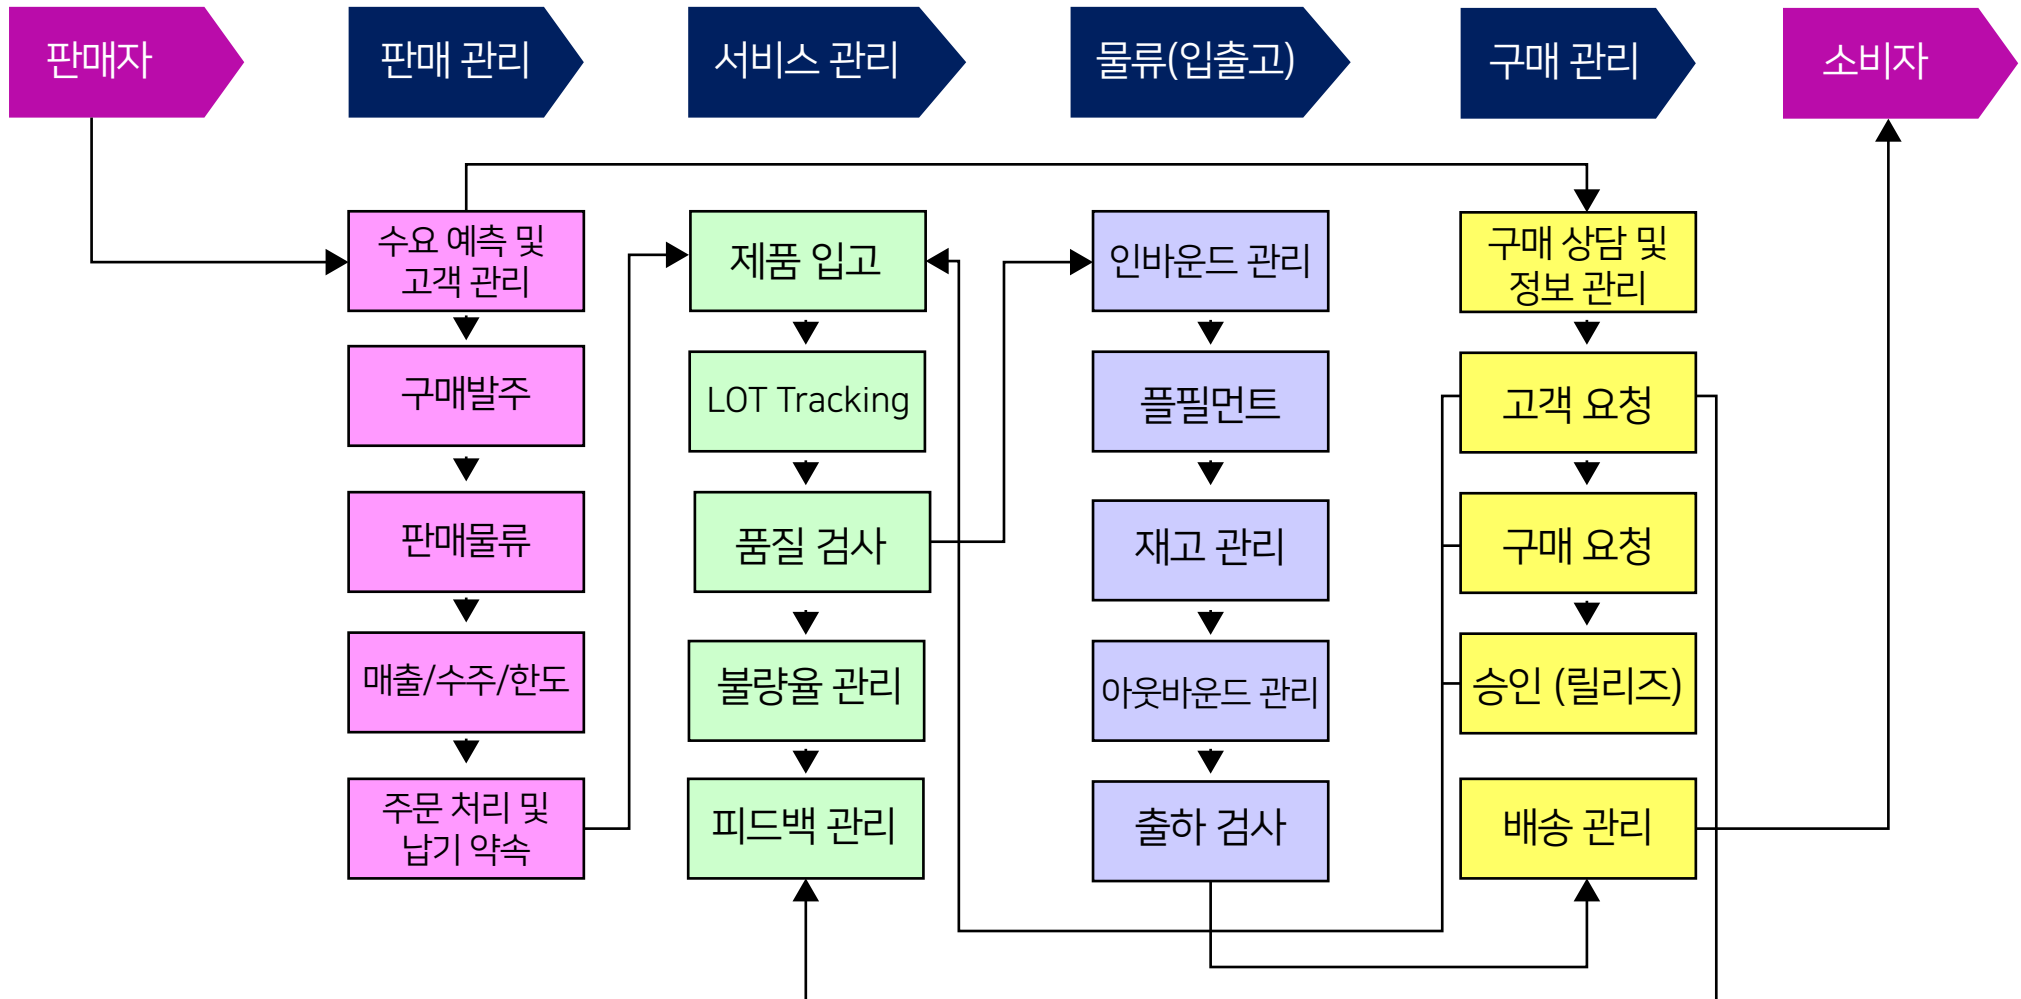 판매자
판매 관리
서비스 관리
물류(입출고)
구매 관리
소비자
수요 예측 및
고객 관리
구매발주
판매물류
매출/수주/한도
주문 처리 및
납기 약속
제품 입고
LOT Tracking
품질 검사
불량율 관리
피드백 관리
인바운드 관리
플필먼트
재고 관리
아웃바운드 관리
출하 검사
구매 상담 및
정보 관리
고객 요청
구매 요청
승인 (릴리즈)
배송 관리